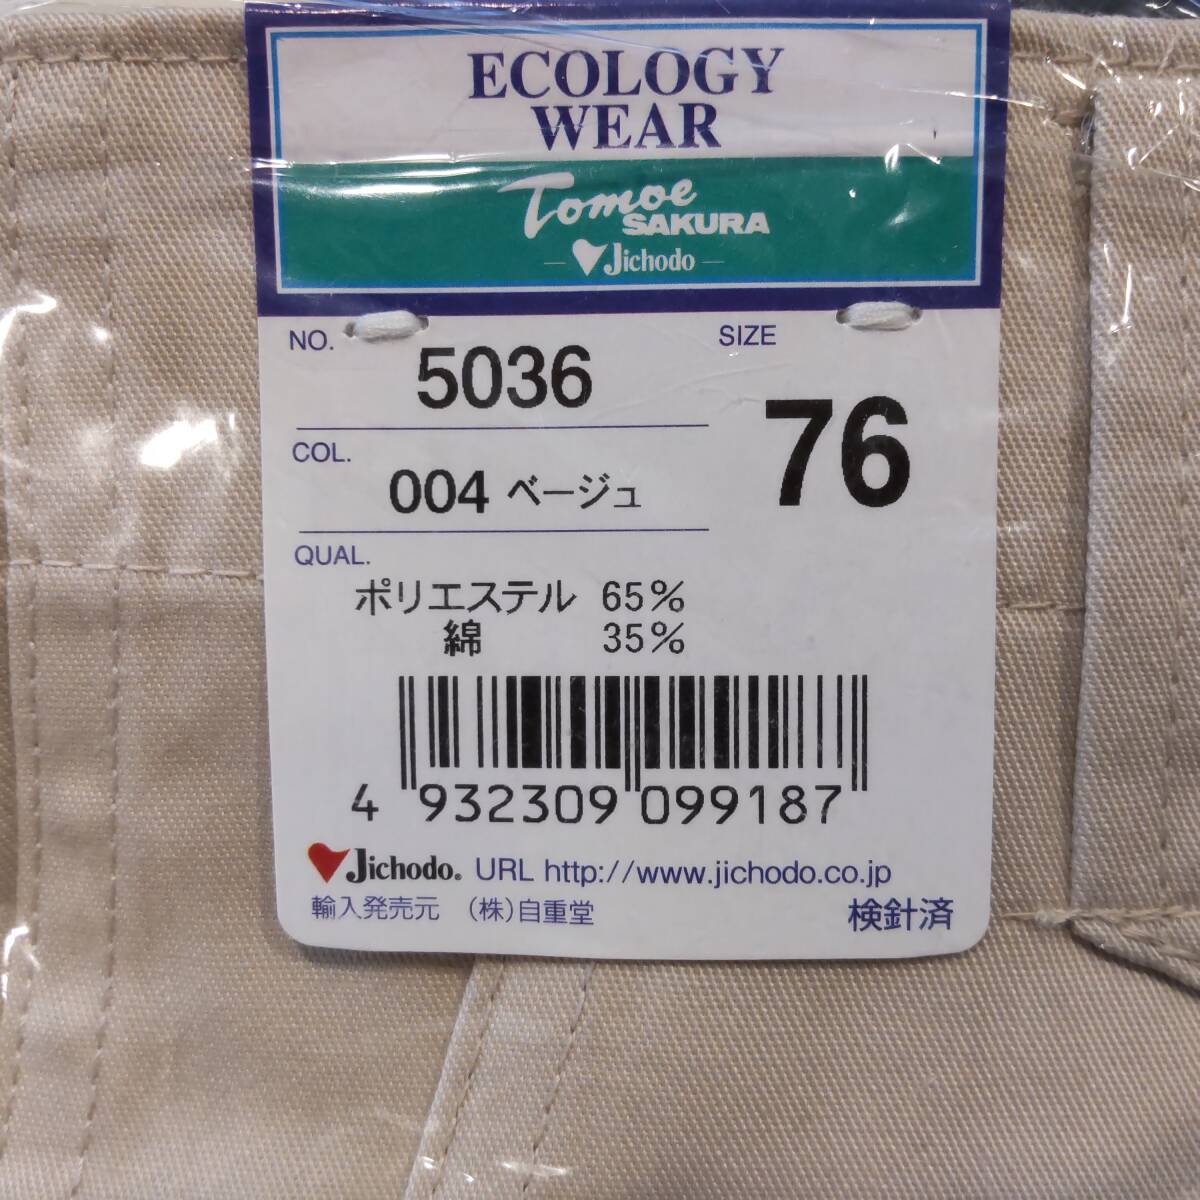 ECOLOGY
WEAR
Tomoe
SAKURA
Jichodo
NO.
5036
SIZE
76
COL.
004 ベージュ
QUAL.
ポリエステル 65%
綿 35%
4 932309 099187
Jichodo. URL http://www.jichodo.co.jp
輸入発売元 (株)自重堂 検針済